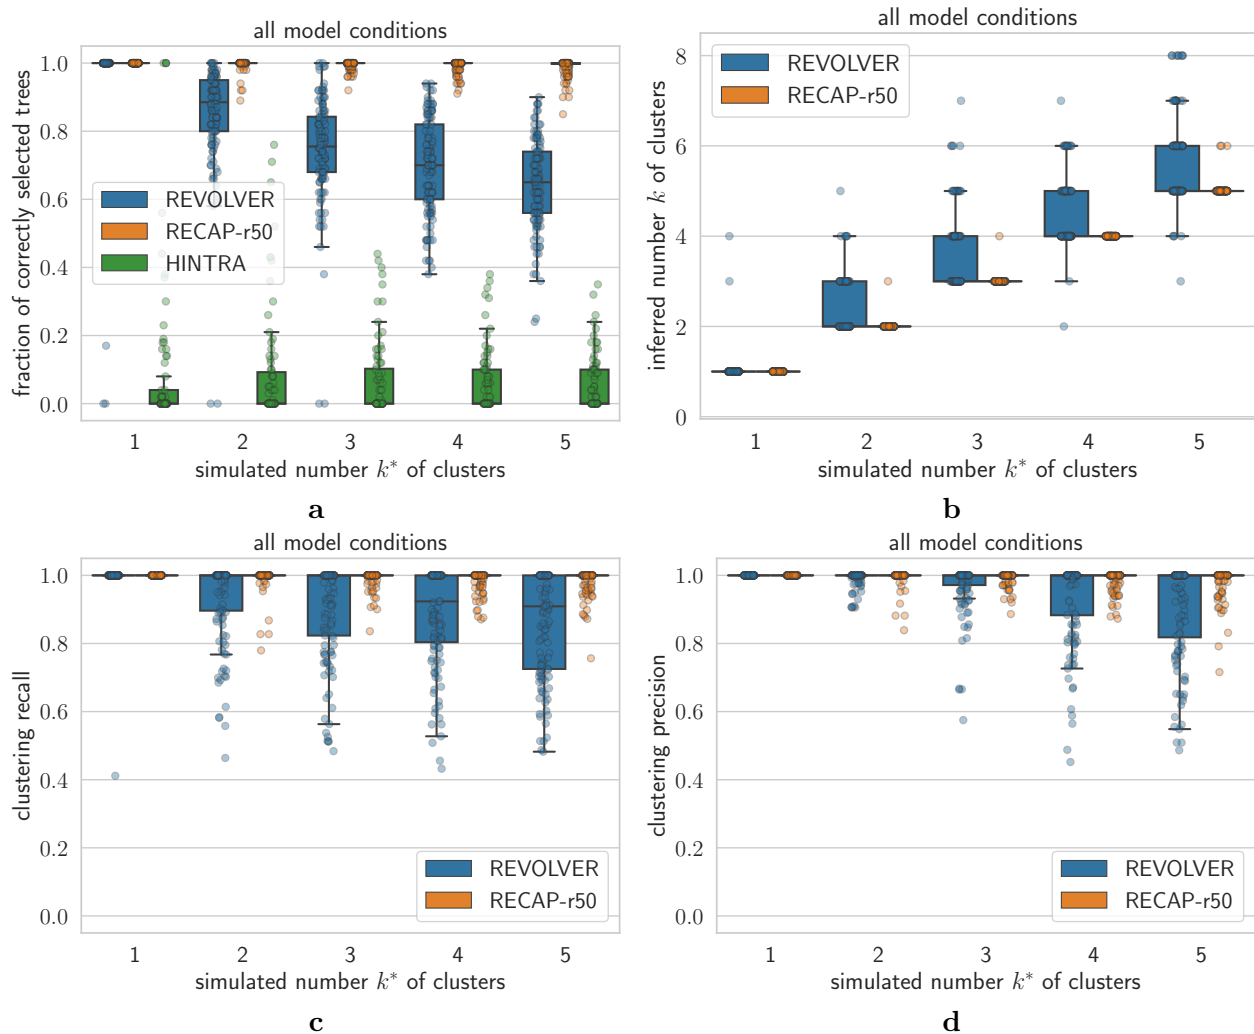 all model conditions
fraction of correctly selected trees
1.0
0.8
0.6
0.4
0.2
0.0
REVOLVER
RECAP-r50
HINTRA
1 2 3 4 5
simulated number k* of clusters
a
all model conditions
inferred number k of clusters
8
6
4
2
0
REVOLVER
RECAP-r50
1 2 3 4 5
simulated number k* of clusters
b
all model conditions
clustering recall
1.0
0.8
0.6
0.4
0.2
0.0
REVOLVER
RECAP-r50
1 2 3 4 5
simulated number k* of clusters
c
all model conditions
clustering precision
1.0
0.8
0.6
0.4
0.2
0.0
REVOLVER
RECAP-r50
1 2 3 4 5
simulated number k* of clusters
d